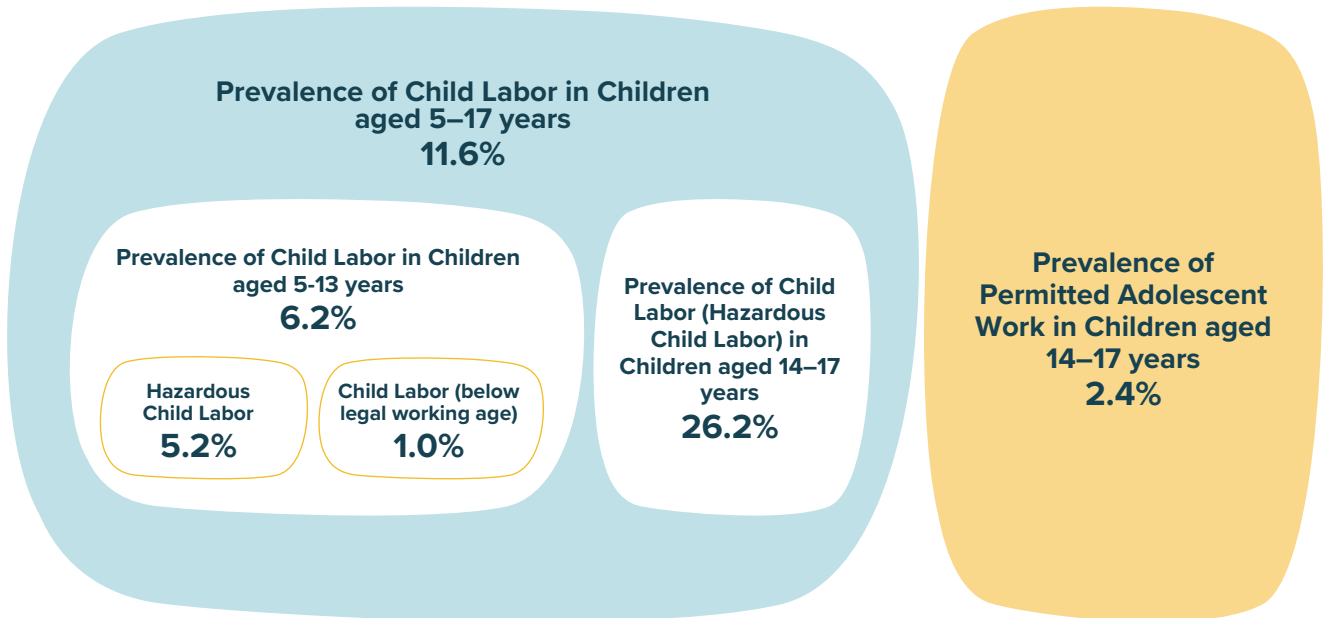 Prevalence of Child Labor in Children
aged 5–17 years
11.6%
Prevalence of Child Labor in Children
aged 5-13 years
6.2%
Hazardous
Child Labor
5.2%
Child Labor (below
legal working age)
1.0%
Prevalence of Child
Labor (Hazardous
Child Labor) in
Children aged 14–17
years
26.2%
Prevalence of
Permitted Adolescent
Work in Children aged
14–17 years
2.4%